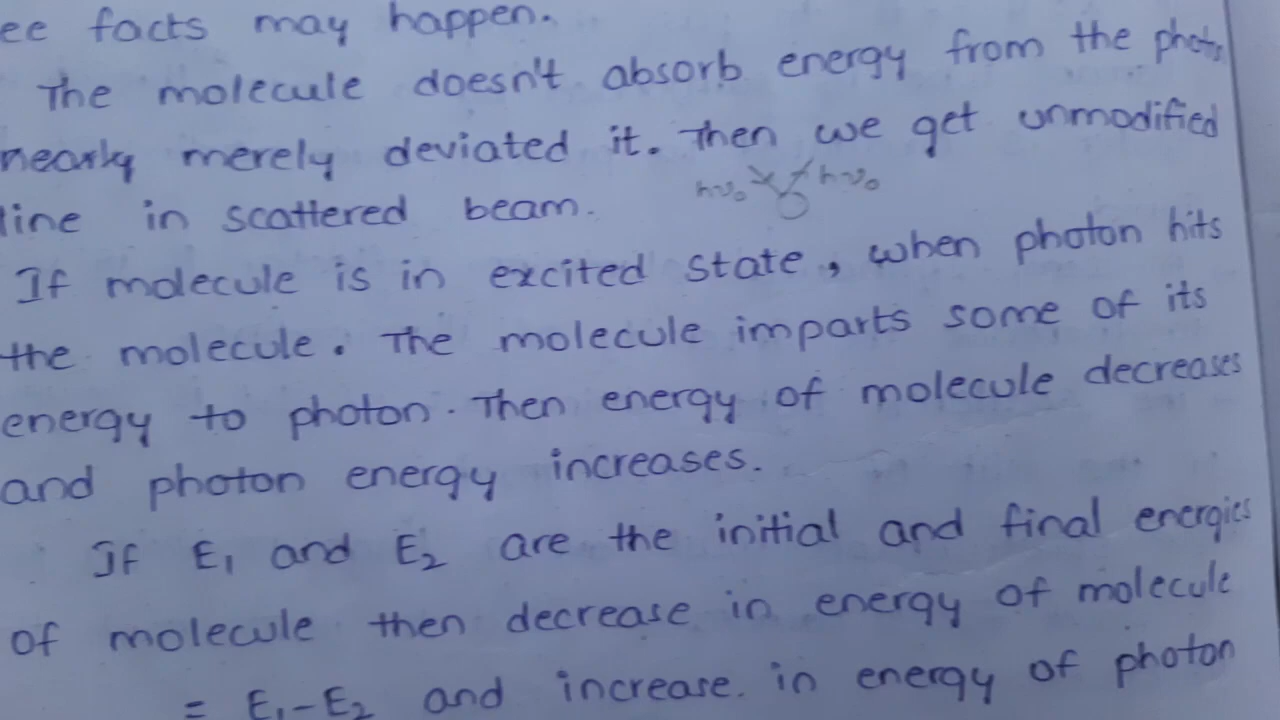 ee facts may happen.
The molecule doesn't absorb energy from the
merely deviated it. Then we get unmodified
line in scattered beam. hν₀ hν₀
If molecule is in excited state, when photon hits
the molecule. The molecule imparts some of its
energy to photon. Then energy of molecule decreases
and photon energy increases.
If E₁ and E₂ are the initial and final energies
of molecule then decrease in energy of molecule
= E₁-E₂ and increase. in energy of photon